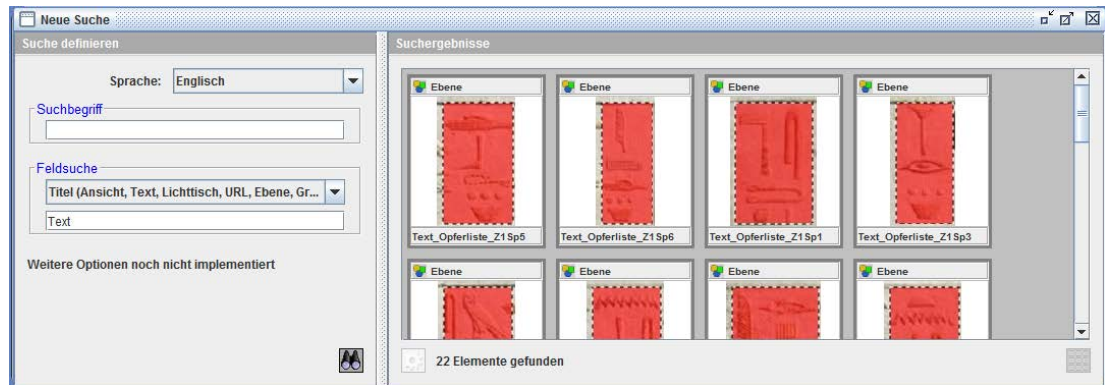 Neue Suche
Suche definieren
Sprache: Englisch
Suchbegriff
Feldsuche
Titel (Ansicht, Text, Lichttisch, URL, Ebene, Gr...
Text
Weitere Optionen noch nicht implementiert
Suchergebnisse
Ebene Ebene Ebene Ebene
Text_Opferliste_Z1Sp5 Text_Opferliste_Z1Sp6 Text_Opferliste_Z1Sp1 Text_Opferliste_Z1Sp3
Ebene Ebene Ebene Ebene
22 Elemente gefunden